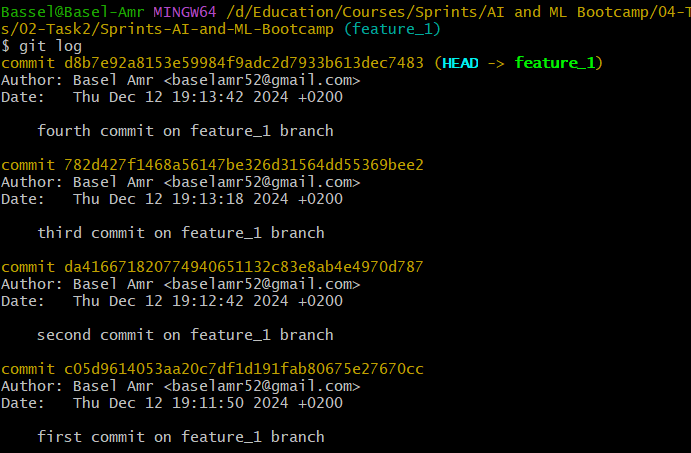 Bassel@Basel-Amr MINGW64 /d/Education/Courses/Sprints/AI and ML Bootcamp/04-T
s/02-Task2/Sprints-AI-and-ML-Bootcamp (feature_1)
$ git log
commit d8b7e92a8153e59984f9adc2d7933b613dec7483 (HEAD -> feature_1)
Author: Basel Amr <baselamr52@gmail.com>
Date:   Thu Dec 12 19:13:42 2024 +0200
    fourth commit on feature_1 branch
commit 782d427f1468a56147be326d31564dd55369bee2
Author: Basel Amr <baselamr52@gmail.com>
Date:   Thu Dec 12 19:13:18 2024 +0200
    third commit on feature_1 branch
commit da416671820774940651132c83e8ab4e4970d787
Author: Basel Amr <baselamr52@gmail.com>
Date:   Thu Dec 12 19:12:42 2024 +0200
    second commit on feature_1 branch
commit c05d9614053aa20c7df1d191fab80675e27670cc
Author: Basel Amr <baselamr52@gmail.com>
Date:   Thu Dec 12 19:11:50 2024 +0200
    first commit on feature_1 branch